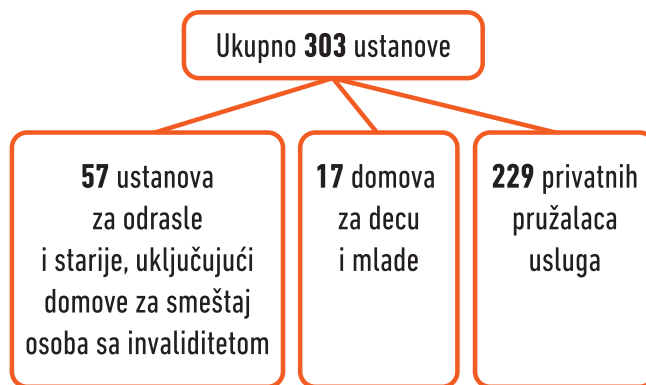 Ukupno 303 ustanove
57 ustanova
za odrasle
i starije, uključujući
domove za smeštaj
osoba sa invaliditetom
17 domova
za decu
i mlade
229 privatnih
pružalaca
usluga